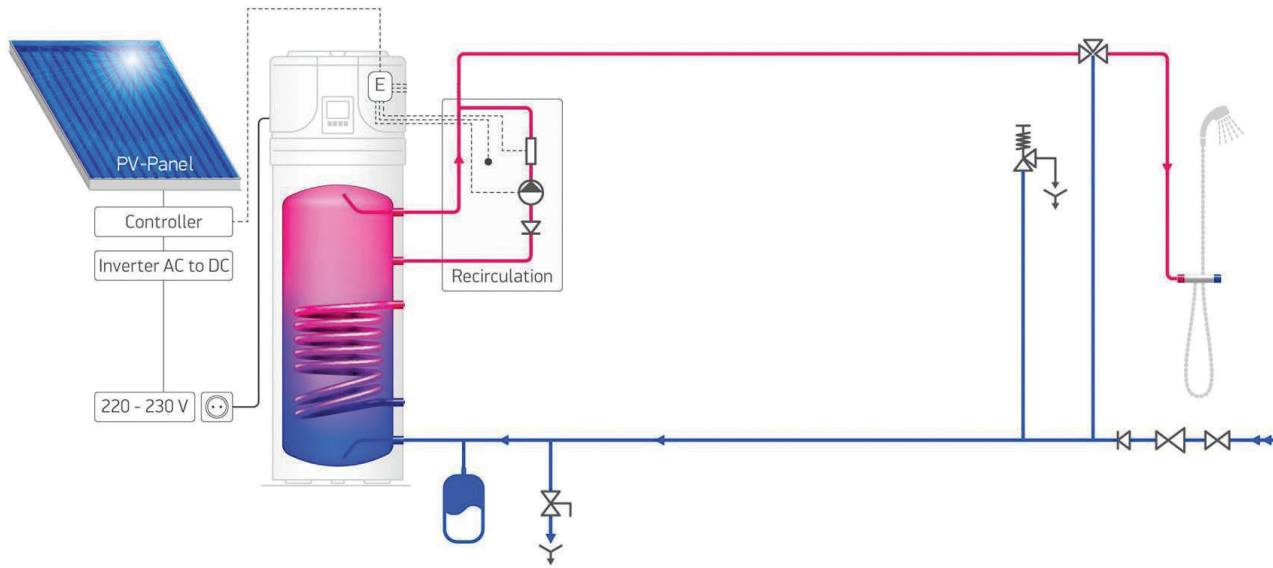 E
PV-Panel
Controller
Inverter AC to DC
Recirculation
220 - 230 V